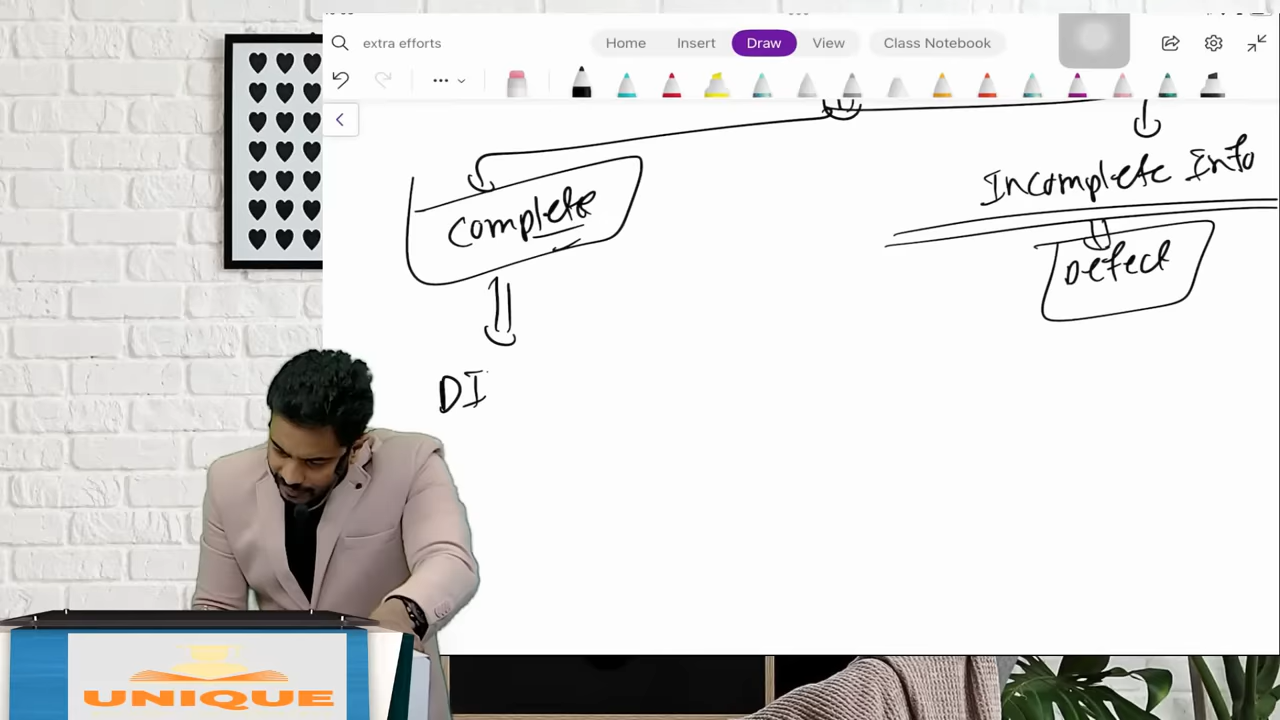 extra efforts
Home Insert Draw View Class Notebook
Incomplete Info
Complete
Defect
DI
UNIQUE